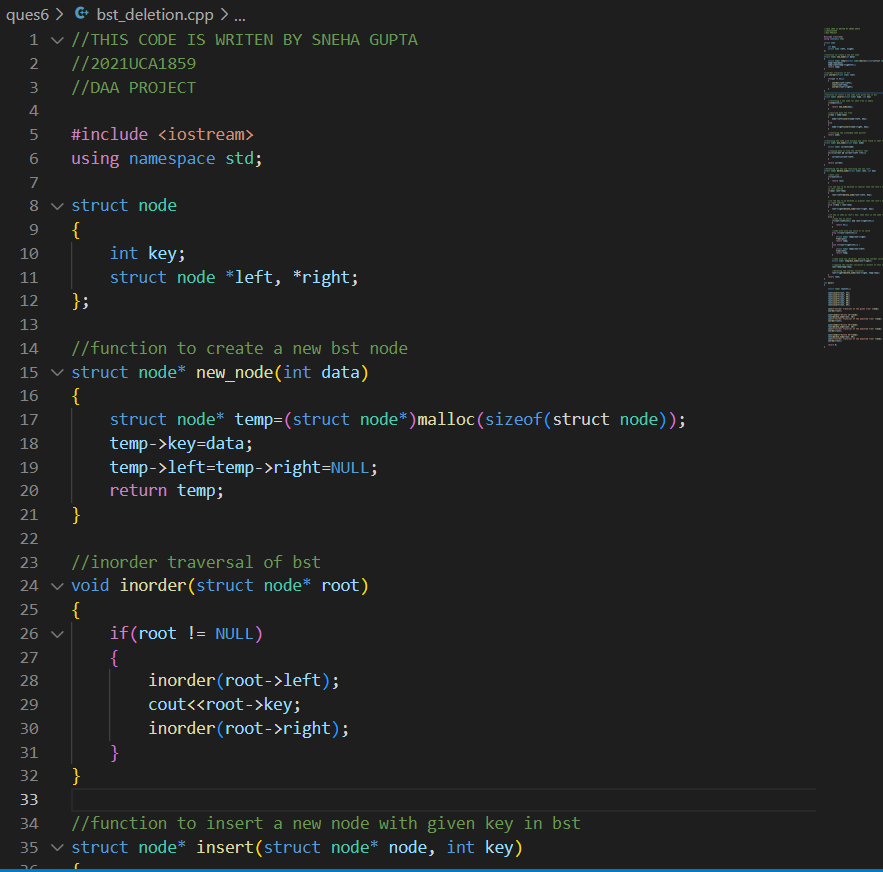 ques6 > bst_deletion.cpp > ...
1 //THIS CODE IS WRITEN BY SNEHA GUPTA
2 //2021UCA1859
3 //DAA PROJECT
4
5 #include <iostream>
6 using namespace std;
7
8 struct node
9 {
10     int key;
11     struct node *left, *right;
12 };
13
14 //function to create a new bst node
15 struct node* new_node(int data)
16 {
17     struct node* temp=(struct node*)malloc(sizeof(struct node));
18     temp->key=data;
19     temp->left=temp->right=NULL;
20     return temp;
21 }
22
23 //inorder traversal of bst
24 void inorder(struct node* root)
25 {
26     if(root != NULL)
27     {
28         inorder(root->left);
29         cout<<root->key;
30         inorder(root->right);
31     }
32 }
33
34 //function to insert a new node with given key in bst
35 struct node* insert(struct node* node, int key)